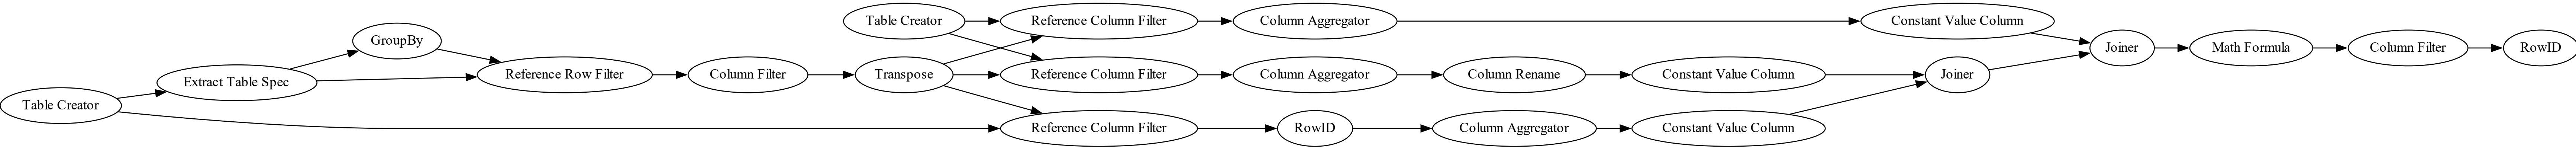 Table Creator
Extract Table Spec
GroupBy
Reference Row Filter
Column Filter
Table Creator
Transpose
Reference Column Filter
Column Aggregator
Constant Value Column
Reference Column Filter
Column Aggregator
Column Rename
Constant Value Column
Joiner
Reference Column Filter
RowID
Column Aggregator
Constant Value Column
Joiner
Math Formula
Column Filter
RowID